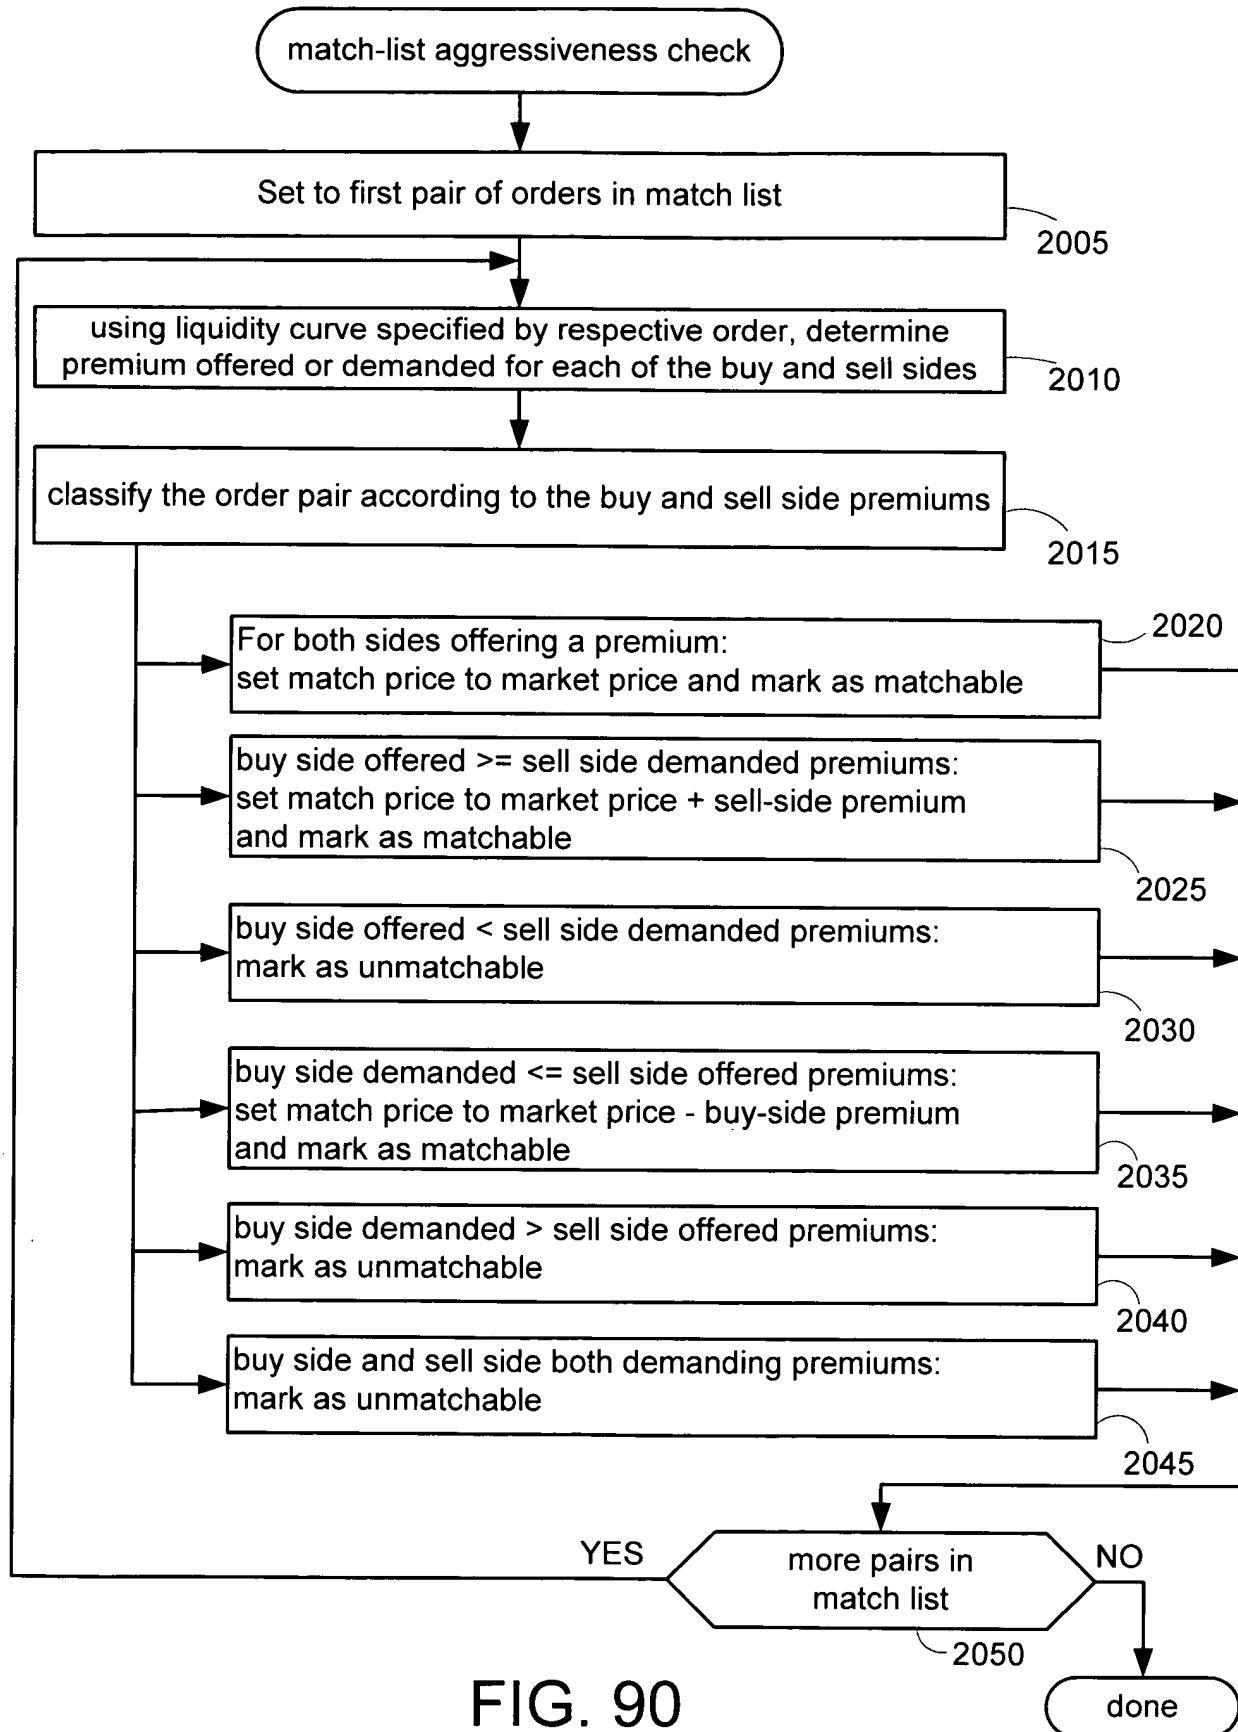 match-list aggressiveness check
Set to first pair of orders in match list
2005
using liquidity curve specified by respective order, determine
premium offered or demanded for each of the buy and sell sides
2010
classify the order pair according to the buy and sell side premiums
2015
2020
For both sides offering a premium:
set match price to market price and mark as matchable
buy side offered >= sell side demanded premiums:
set match price to market price + sell-side premium
and mark as matchable
2025
buy side offered < sell side demanded premiums:
mark as unmatchable
2030
buy side demanded <= sell side offered premiums:
set match price to market price - buy-side premium
and mark as matchable
2035
buy side demanded > sell side offered premiums:
mark as unmatchable
2040
buy side and sell side both demanding premiums:
mark as unmatchable
2045
YES
more pairs in
match list
NO
2050
done
FIG. 90